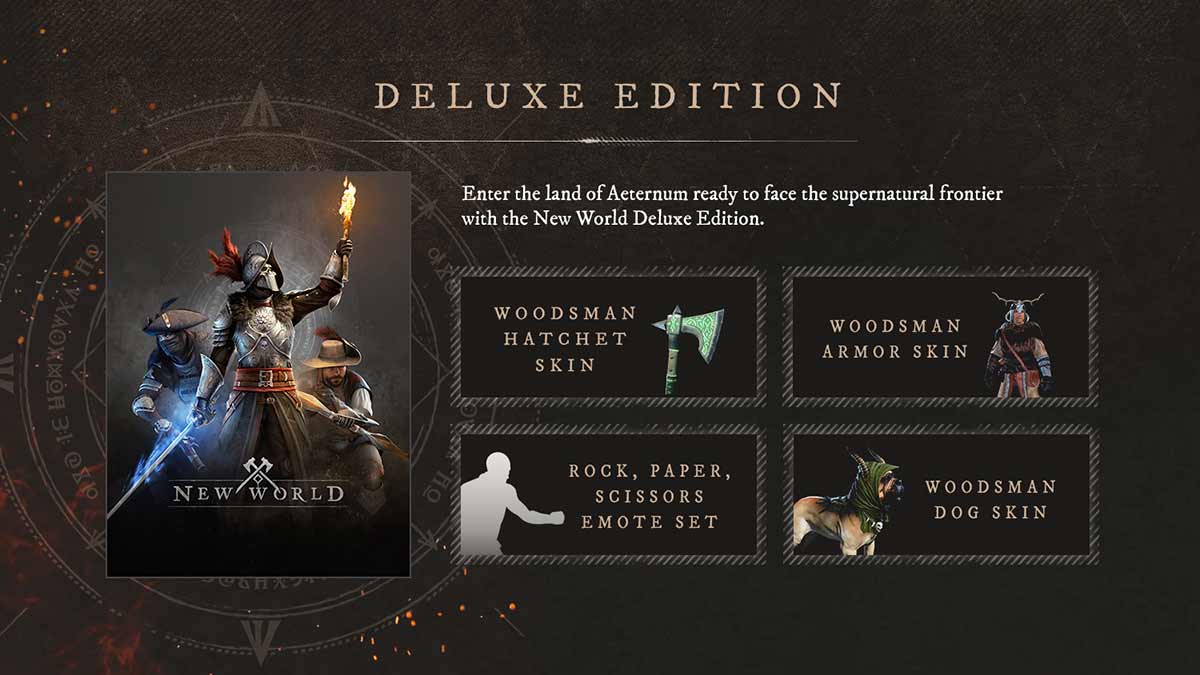 DELUXE EDITION
Enter the land of Aeternum ready to face the supernatural frontier
with the New World Deluxe Edition.
NEW WORLD
WOODSMAN
HATCHET
SKIN
WOODSMAN
ARMOR SKIN
ROCK, PAPER,
SCISSORS
EMOTE SET
WOODSMAN
DOG SKIN